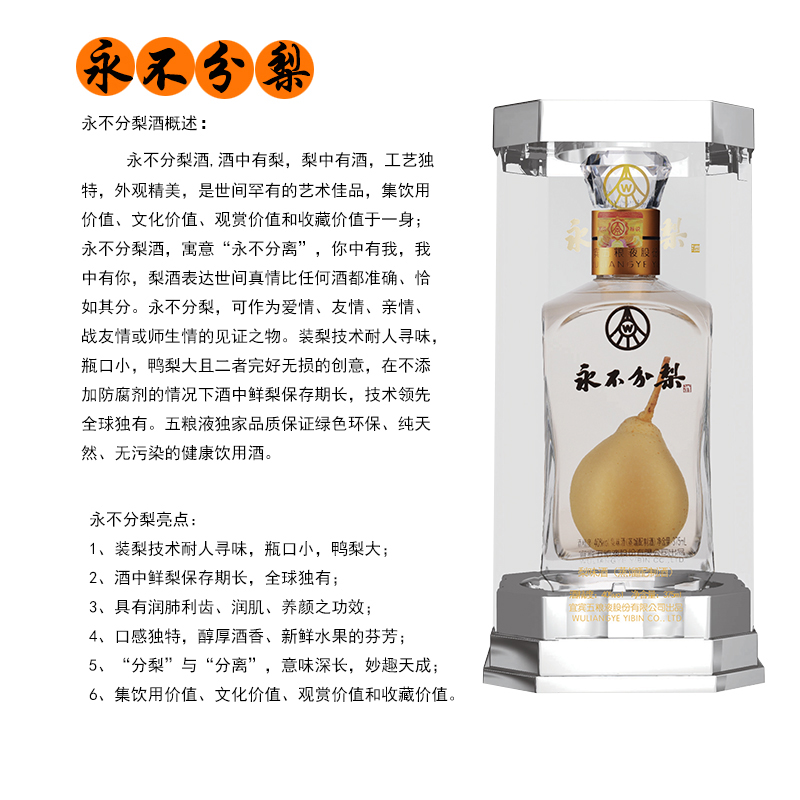 永不分梨
永不分梨酒概述：
永不分梨酒,酒中有梨，梨中有酒，工艺独
特，外观精美，是世间罕有的艺术佳品，集饮用
价值、文化价值、观赏价值和收藏价值于一身；
永不分梨酒，寓意“永不分离”，你中有我，我
中有你，梨酒表达世间真情比任何酒都准确、恰
如其分。永不分梨，可作为爱情、友情、亲情、
战友情或师生情的见证之物。装梨技术耐人寻味，
瓶口小，鸭梨大且二者完好无损的创意，在不添
加防腐剂的情况下酒中鲜梨保存期长，技术领先
全球独有。五粮液独家品质保证绿色环保、纯天
然、无污染的健康饮用酒。
永不分梨亮点：
1、装梨技术耐人寻味，瓶口小，鸭梨大；
2、酒中鲜梨保存期长，全球独有；
3、具有润肺利齿、润肌、养颜之功效；
4、口感独特，醇厚酒香、新鲜水果的芬芳；
5、“分梨”与“分离”，意味深长，妙趣天成；
6、集饮用价值、文化价值、观赏价值和收藏价值。
W
永不分梨
粮液股
W
永不分梨
宜宾五粮液股份有限公司出品
WULIANGYE YIBIN CO., LTD